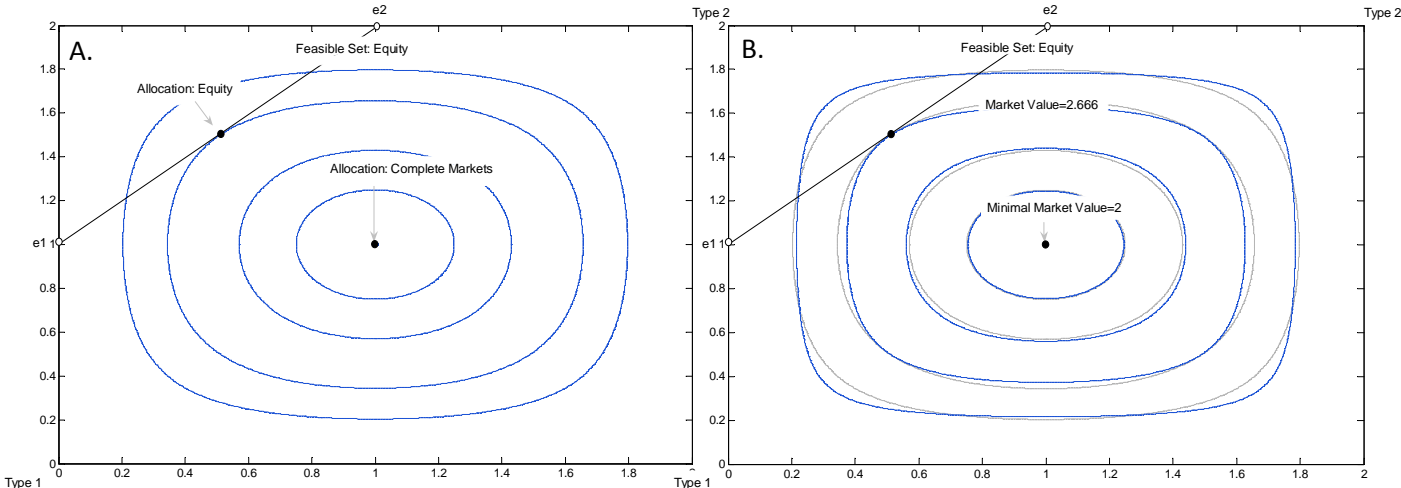 e2
Type 2
e2
Type 2
2
A.
Feasible Set: Equity
2
B.
Feasible Set: Equity
1.8
1.8
Allocation: Equity
Market Value=2.666
1.6
1.6
1.4
1.4
Allocation: Complete Markets
1.2
1.2
Minimal Market Value=2
e1 1
e1 1
0.8
0.8
0.6
0.6
0.4
0.4
0.2
0.2
0
0
0 0.2 0.4 0.6 0.8 1 1.2 1.4 1.6 1.8
0 0.2 0.4 0.6 0.8 1 1.2 1.4 1.6 1.8 2
Type 1
Type 1